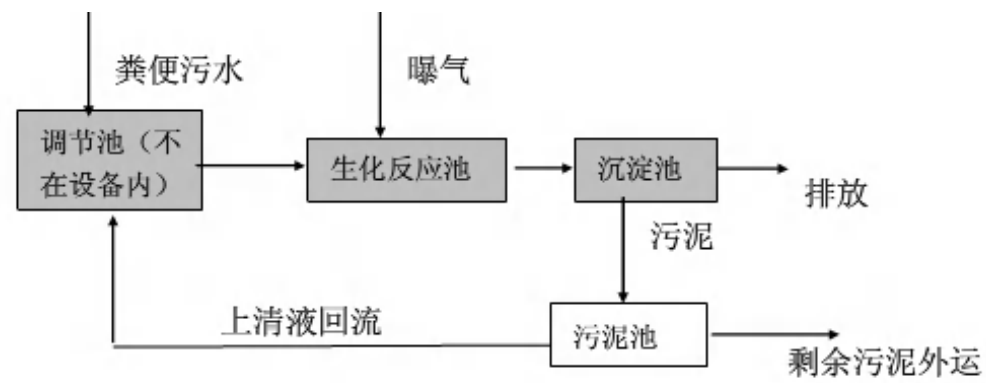 粪便污水
曝气
调节池（不
在设备内）
生化反应池
沉淀池
排放
污泥
上清液回流
污泥池
剩余污泥外运